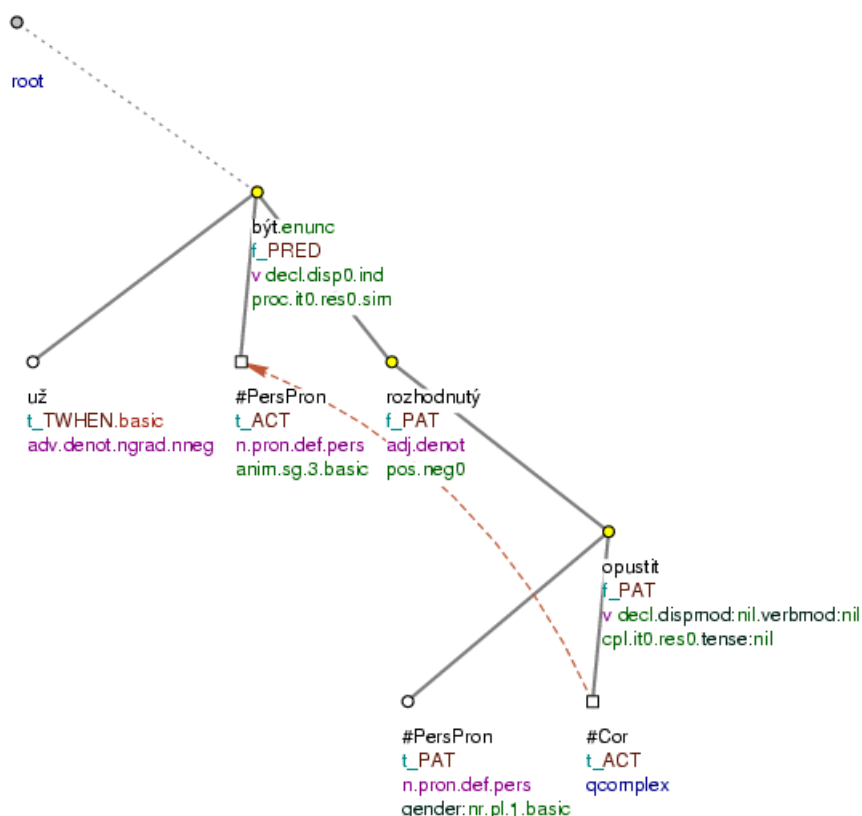 root
být.enunc
f_PRED
v decl.disp0.ind
proc.it0.res0.sim
už
t_TWHEN.basic
adv.denot.ngrad.nneg
#PersPron
t_ACT
n.pron.def.pers
anim.sg.3.basic
rozhodnutý
f_PAT
adj.denot
pos.neg0
opustit
f_PAT
v decl.dispmod:nil.verbmod:nil
cpl.it0.res0.tense:nil
#PersPron
t_PAT
n.pron.def.pers
gender:nr.pl.1.basic
#Cor
t_ACT
qcomplex